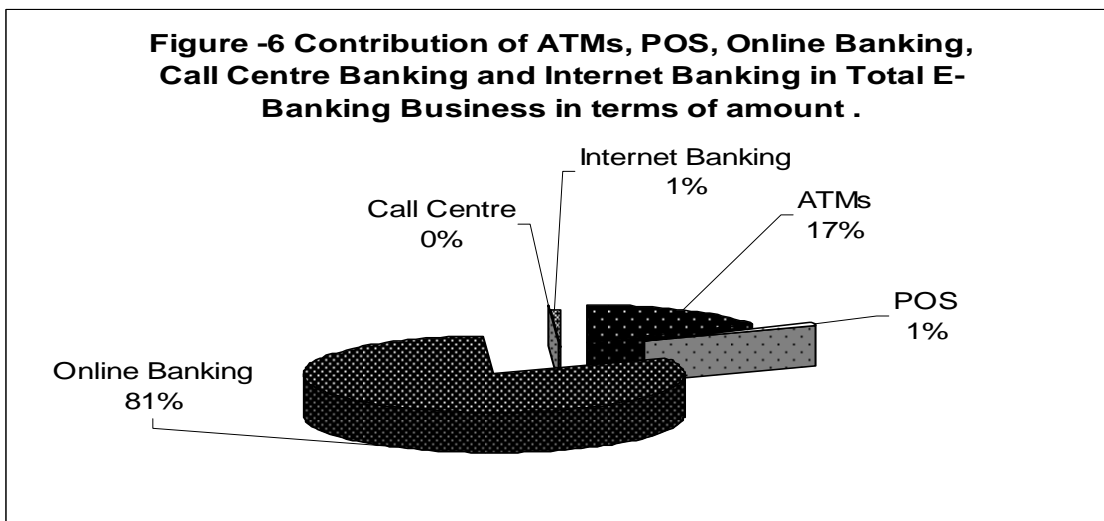 Figure -6 Contribution of ATMs, POS, Online Banking,
Call Centre Banking and Internet Banking in Total E-
Banking Business in terms of amount .
Internet Banking
1%
ATMs
17%
Call Centre
0%
POS
1%
Online Banking
81%